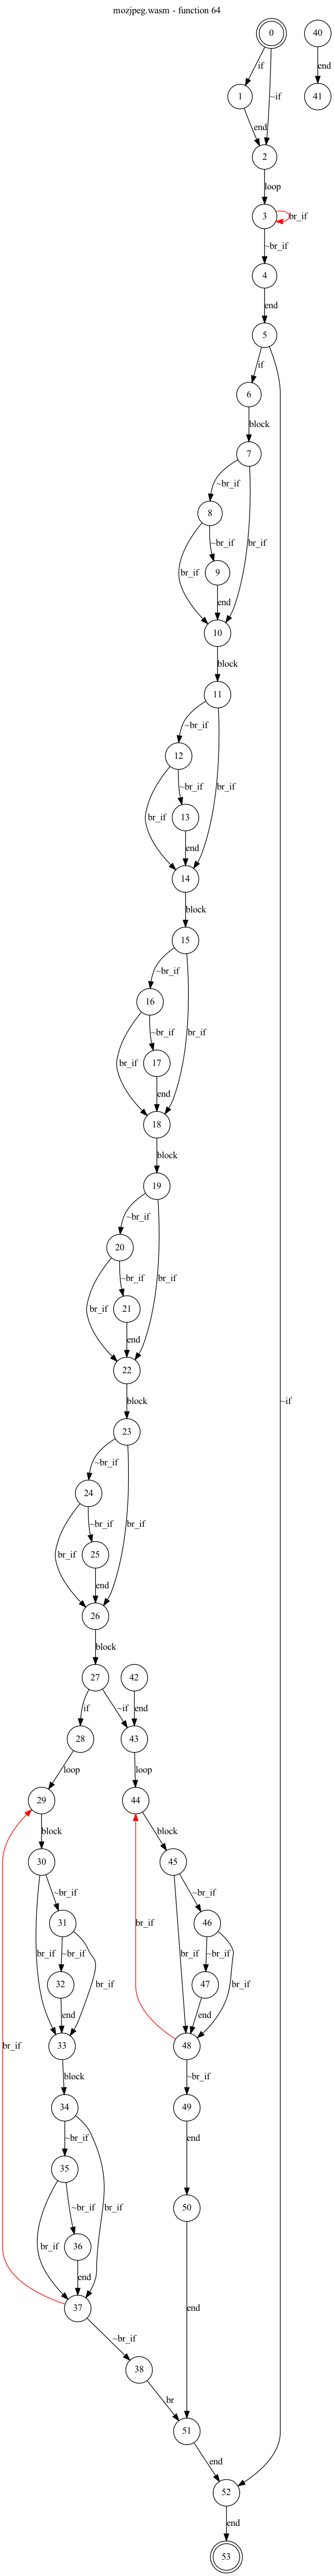 mozjpeg.wasm - function 64
0 40
if
~if
end
1 41
end
2
loop
3
br_if
~br_if
4
end
5
if
6
block
7
~br_if
8
br_if
~br_if
br_if
9
end
10
block
11
~br_if
12
br_if
~br_if
br_if
13
end
14
block
15
~br_if
16
br_if
~br_if
br_if
17
end
18
block
19
~br_if
20
br_if
~br_if
br_if
21
end
22
block
~if
23
~br_if
24
br_if
~br_if
br_if
25
end
26
block
27 42
if
~if
end
28 43
loop
loop
29 44
block
block
30 45
~br_if
~br_if
31 46
br_if
~br_if
br_if
br_if
br_if
~br_if
br_if
32 47
end
end
33 48
block
~br_if
34 49
~br_if
end
35
br_if
br_if
~br_if
br_if
36 50
end
37
~br_if
end
38
br
51
end
52
end
53